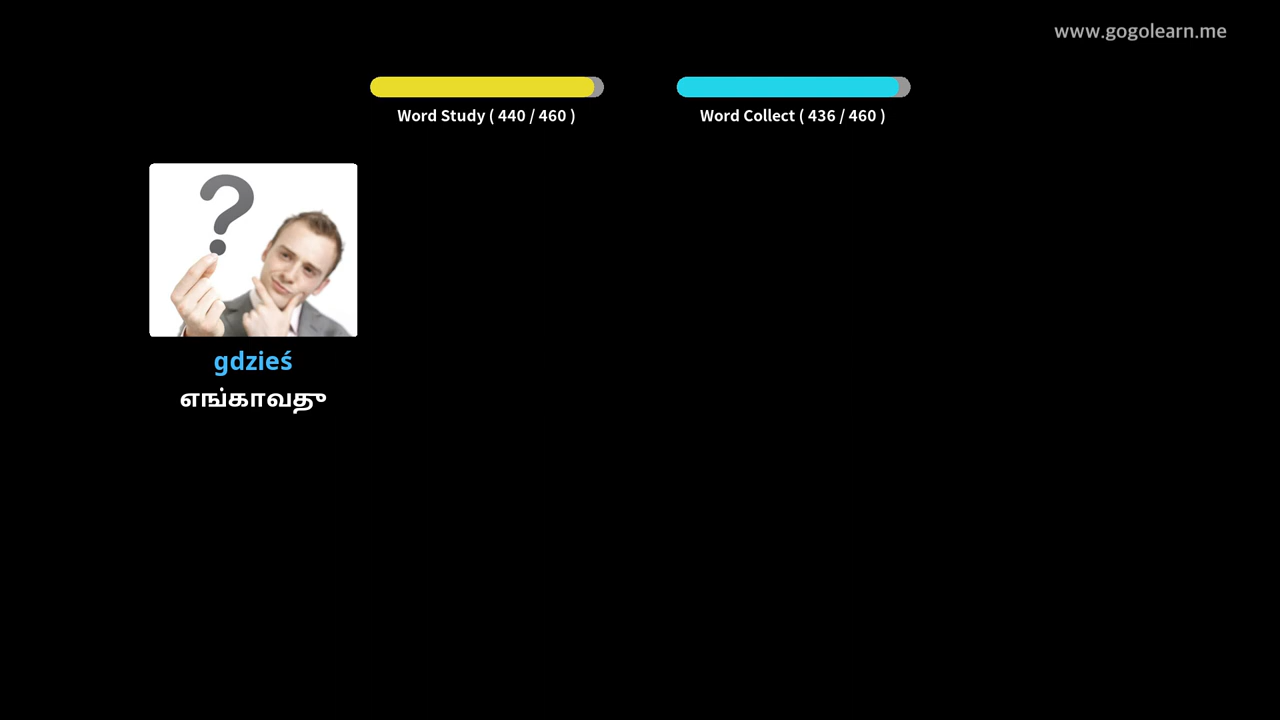 www.gogolearn.me
Word Study ( 440 / 460 )
Word Collect ( 436 / 460 )
?
gdzieś
எங்காவது